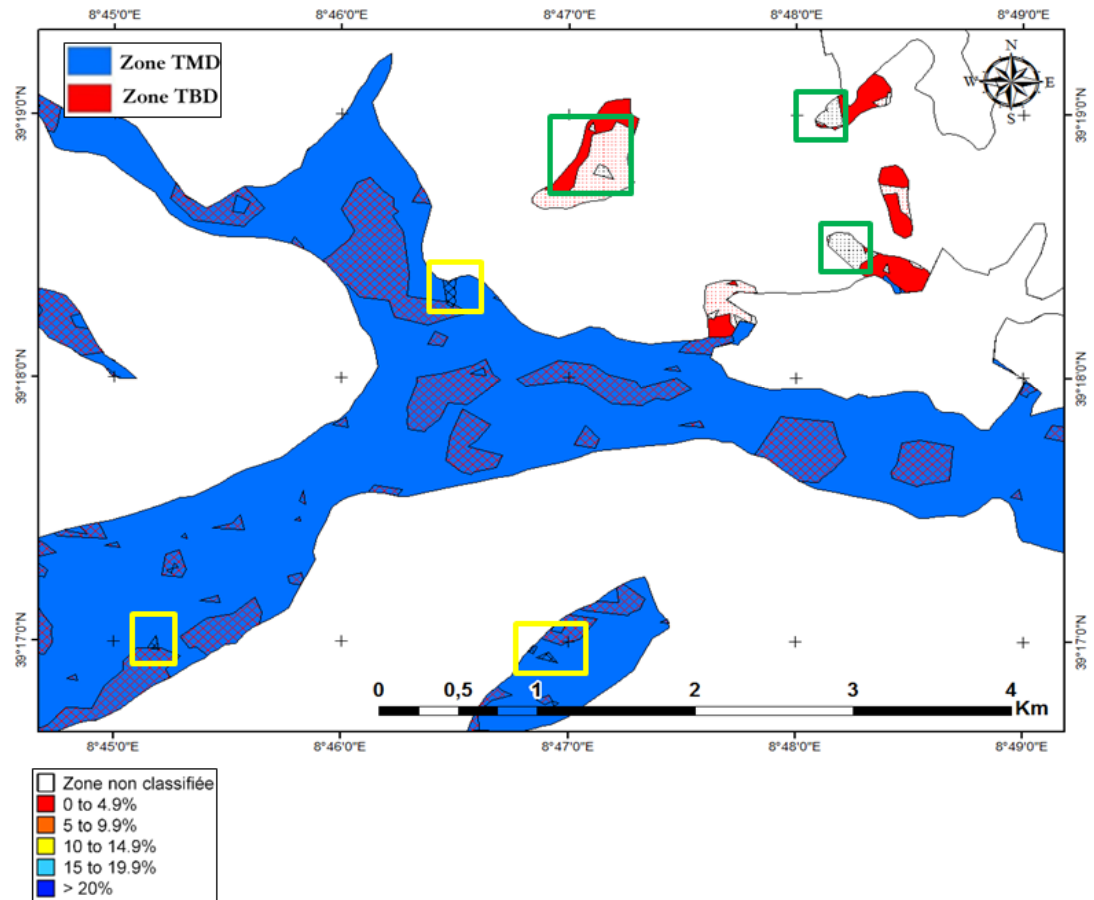 8°45'0"E 8°46'0"E 8°47'0"E 8°48'0"E 8°49'0"E
Zone TMD
Zone TBD
N
W E
S
39°19'0"N 39°19'0"N
39°18'0"N 39°18'0"N
39°17'0"N 39°17'0"N
0 0,5 1 2 3 4
Km
8°45'0"E 8°46'0"E 8°47'0"E 8°48'0"E 8°49'0"E
Zone non classifiée
0 to 4.9%
5 to 9.9%
10 to 14.9%
15 to 19.9%
> 20%